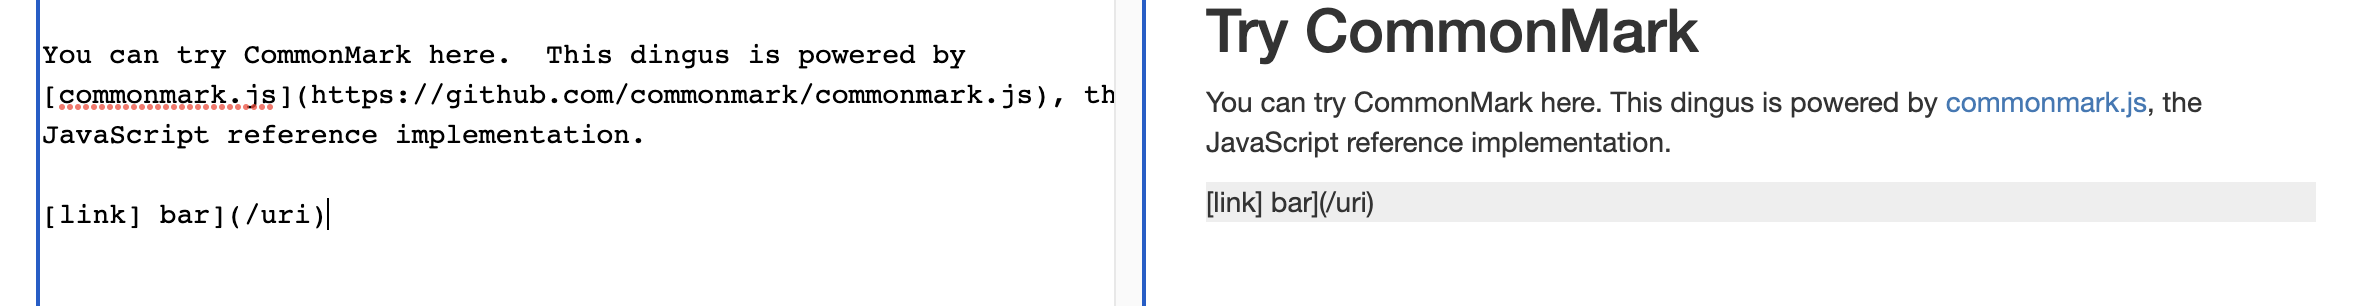 You can try CommonMark here.  This dingus is powered by
[commonmark.js](https://github.com/commonmark/commonmark.js), th
JavaScript reference implementation.
[link] bar](/uri)
Try CommonMark
You can try CommonMark here. This dingus is powered by commonmark.js, the
JavaScript reference implementation.
[link] bar](/uri)